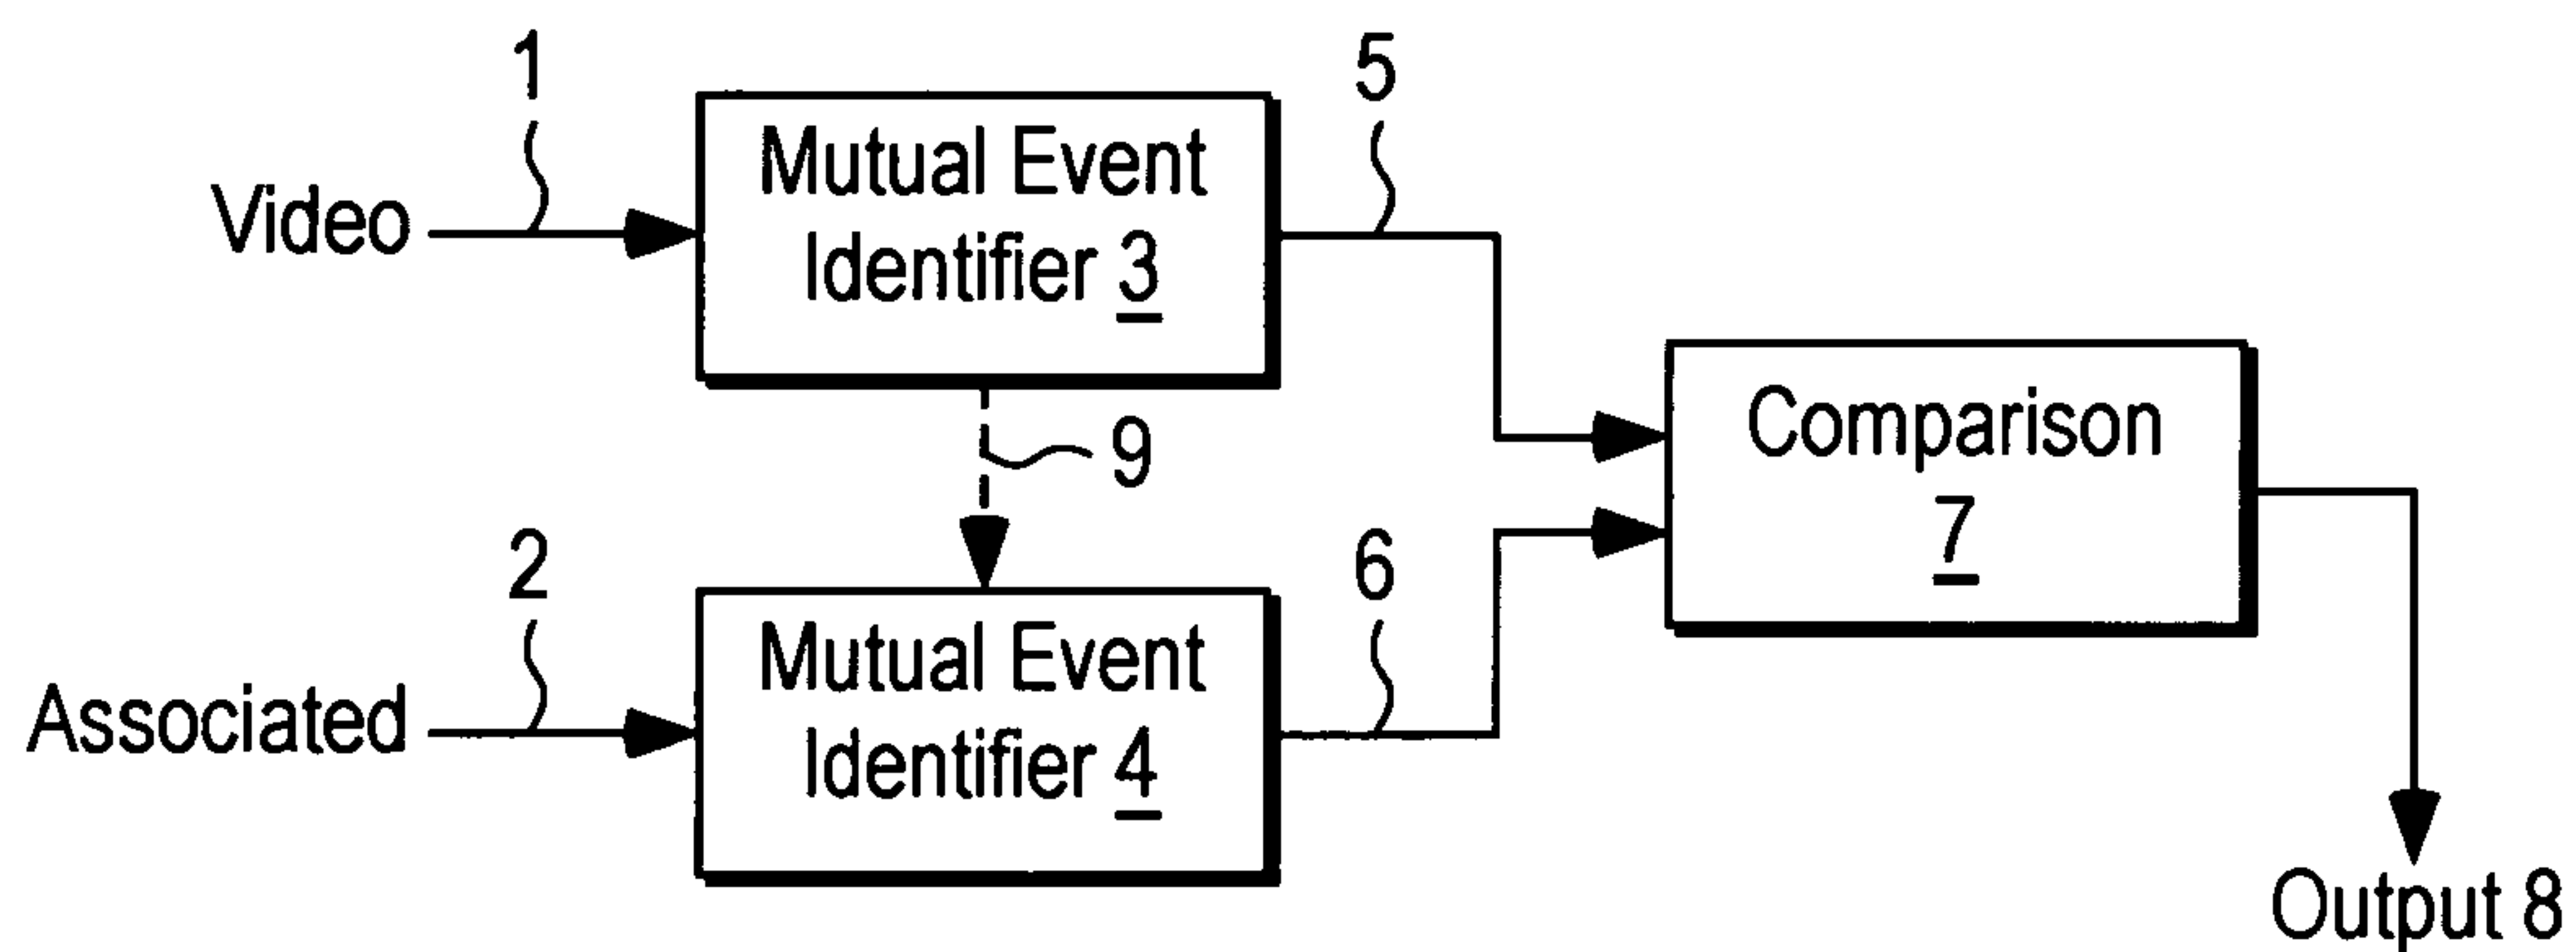 1
5
Video
Mutual Event
Identifier 3
9
Comparison
7
2
6
Associated
Mutual Event
Identifier 4
Output 8